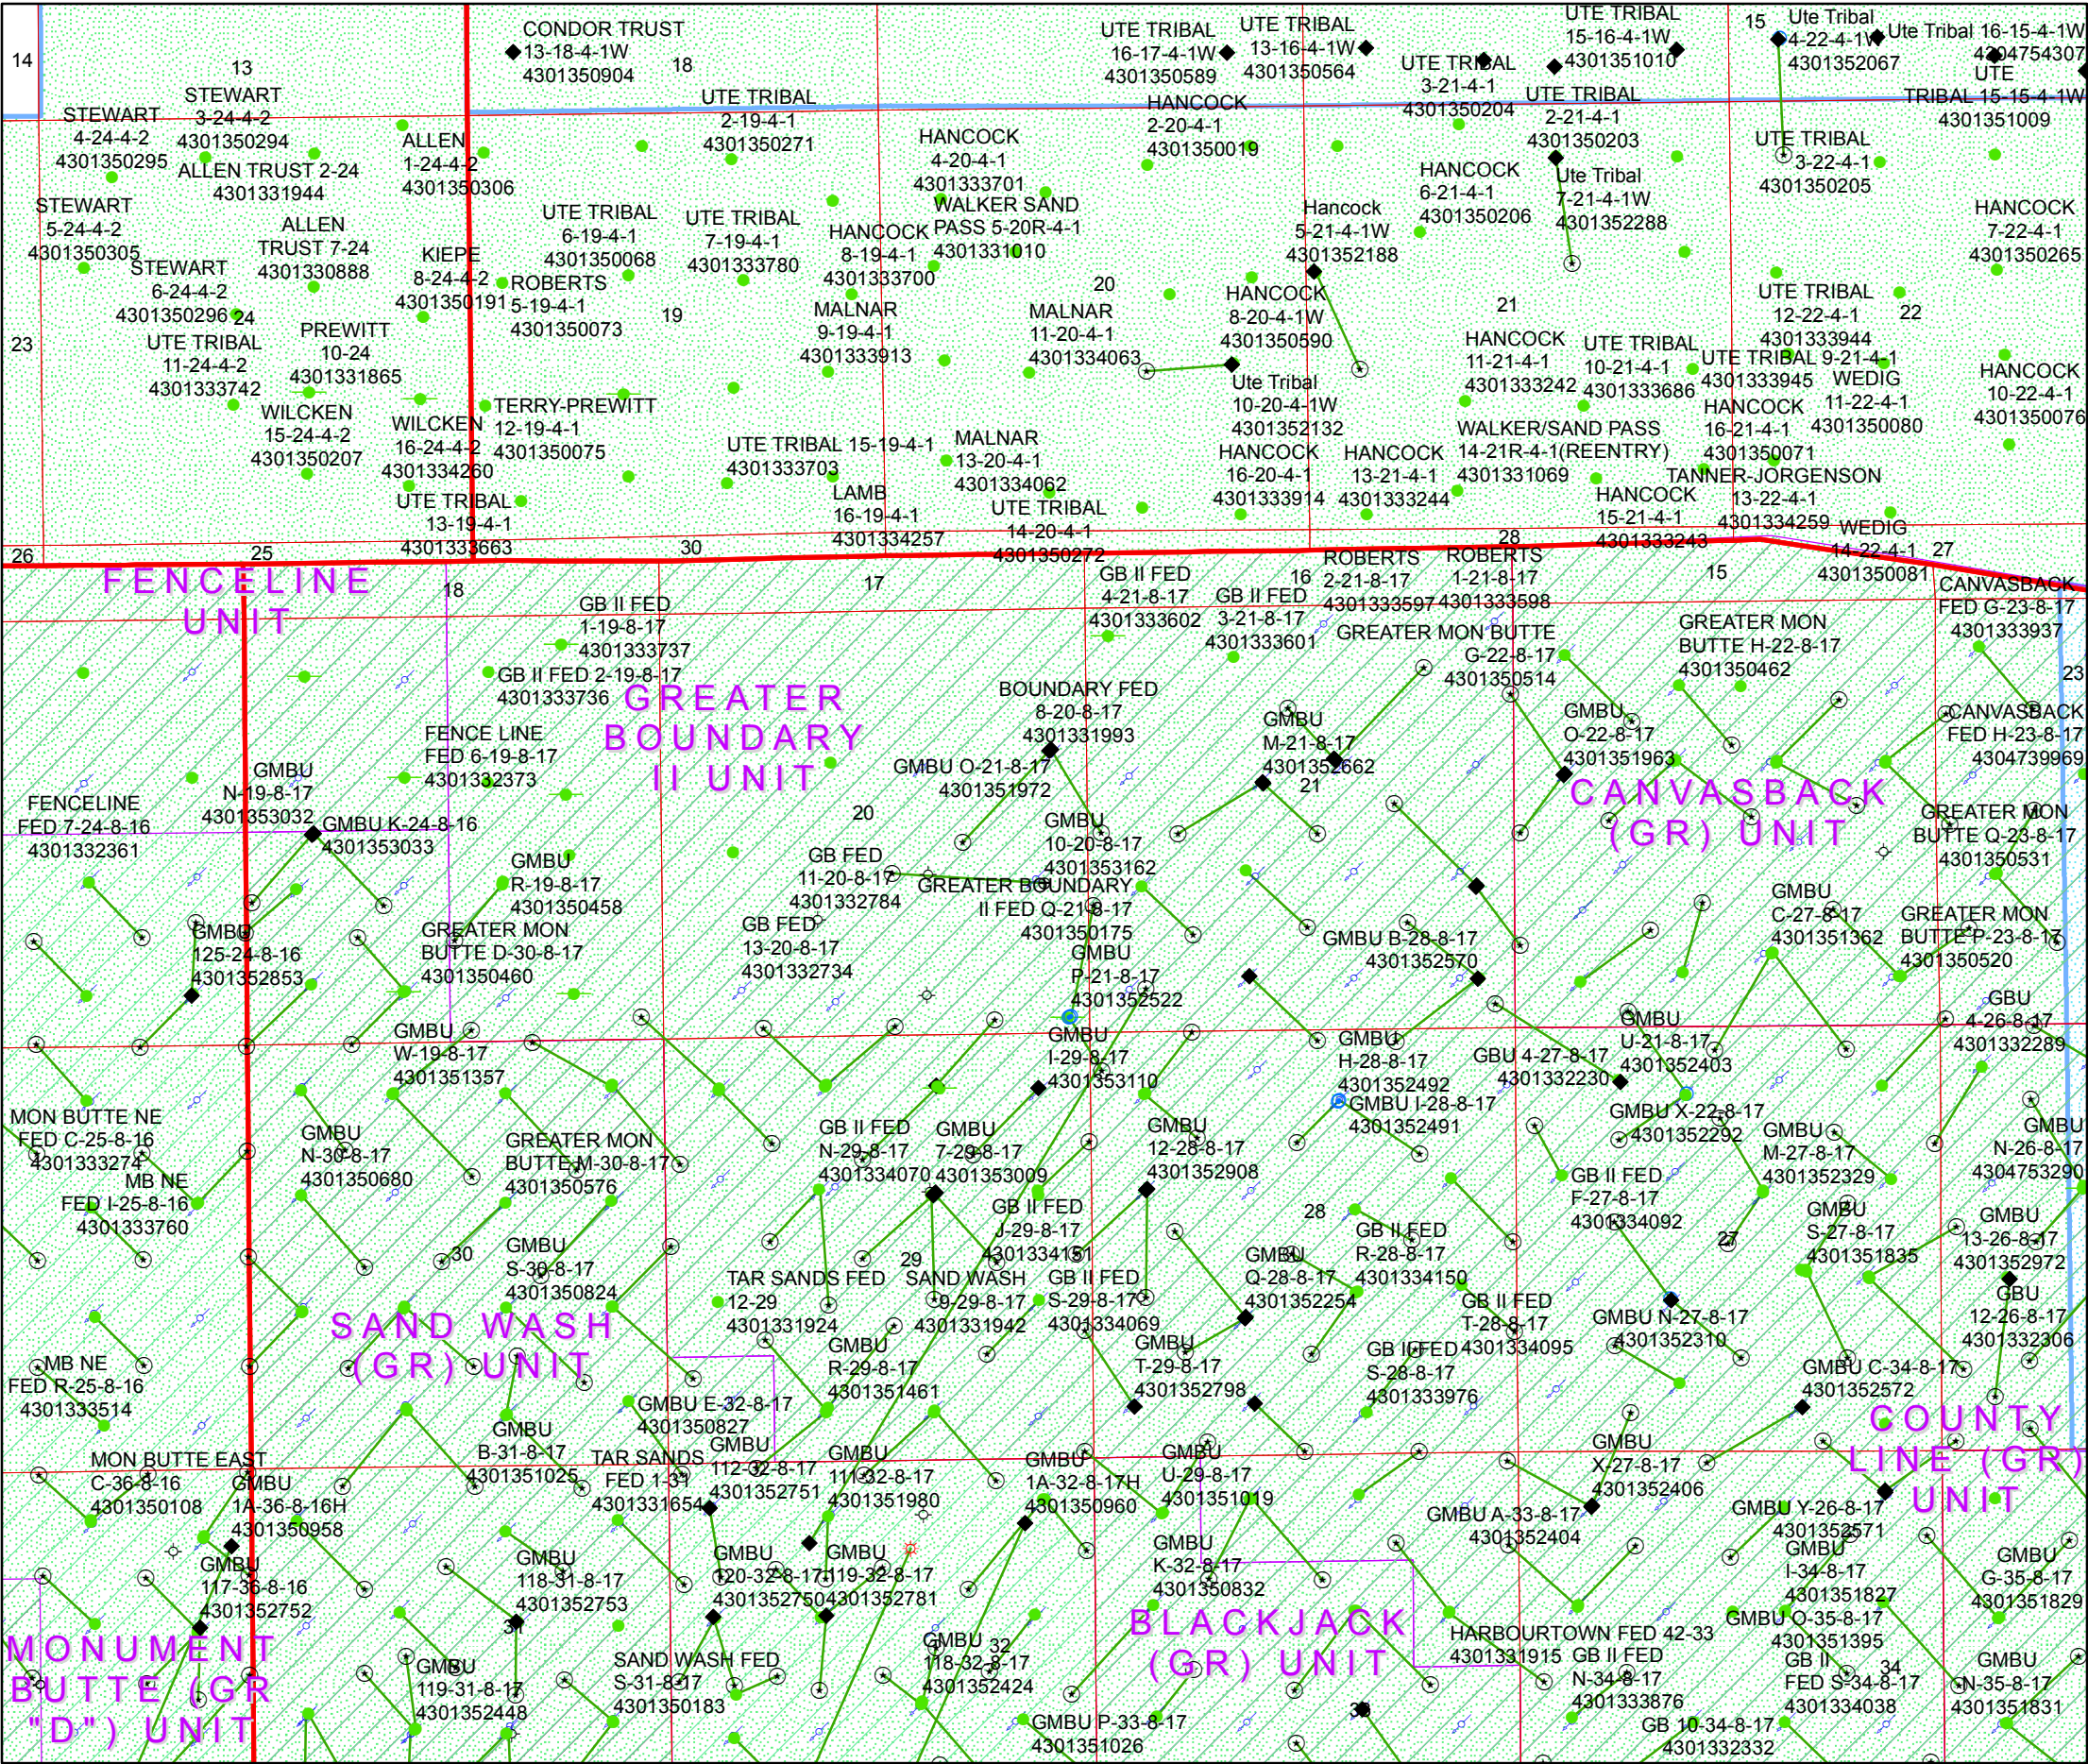 14
13
CONDOR TRUST
13-18-4-1W
4301350904
18
UTE TRIBAL
16-17-4-1W
4301350589
UTE TRIBAL
13-16-4-1W
4301350564
UTE TRIBAL
3-21-4-1
4301350204
UTE TRIBAL
15-16-4-1W
4301351010
15
Ute Tribal
4-22-4-1W
4301352067
Ute Tribal 16-15-4-1W
4304754307
UTE
TRIBAL 15-15-4-1W
4301351009
STEWART
4-24-4-2
4301350295
STEWART
3-24-4-2
4301350294
ALLEN TRUST 2-24
4301331944
ALLEN
1-24-4-2
4301350306
UTE TRIBAL
2-19-4-1
4301350271
HANCOCK
4-20-4-1
4301333701
HANCOCK
2-20-4-1
4301350019
UTE TRIBAL
2-21-4-1
4301350203
UTE TRIBAL
3-22-4-1
4301350205
STEWART
5-24-4-2
4301350305
ALLEN
TRUST 7-24
4301330888
UTE TRIBAL
6-19-4-1
4301350068
UTE TRIBAL
7-19-4-1
4301333780
HANCOCK
8-19-4-1
4301333700
WALKER SAND
PASS 5-20R-4-1
4301331010
Hancock
5-21-4-1W
4301352188
HANCOCK
6-21-4-1
4301350206
Ute Tribal
7-21-4-1W
4301352288
HANCOCK
7-22-4-1
4301350265
STEWART
6-24-4-2
4301350296
24
KIEPE
8-24-4-2
4301350191
ROBERTS
5-19-4-1
4301350073
19
20
HANCOCK
8-20-4-1W
4301350590
21
UTE TRIBAL
12-22-4-1
4301333944
22
23
UTE TRIBAL
11-24-4-2
4301333742
PREWITT
10-24
4301331865
MALNAR
9-19-4-1
4301333913
MALNAR
11-20-4-1
4301334063
HANCOCK
11-21-4-1
4301333242
UTE TRIBAL
10-21-4-1
4301333686
UTE TRIBAL 9-21-4-1
4301333945
WEDIG
11-22-4-1
4301350080
HANCOCK
10-22-4-1
4301350076
WILCKEN
15-24-4-2
4301350207
WILCKEN
16-24-4-2
4301334260
TERRY-PREWITT
12-19-4-1
4301350075
UTE TRIBAL 15-19-4-1
4301333703
MALNAR
13-20-4-1
4301334062
Ute Tribal
10-20-4-1W
4301352132
HANCOCK
16-20-4-1
4301333914
HANCOCK
13-21-4-1
4301333244
WALKER/SAND PASS
14-21R-4-1(REENTRY)
4301331069
HANCOCK
16-21-4-1
4301350071
TANNER-JORGENSON
13-22-4-1
4301334259
UTE TRIBAL
13-19-4-1
4301333663
LAMB
16-19-4-1
4301334257
UTE TRIBAL
14-20-4-1
4301350272
HANCOCK
15-21-4-1
4301333243
WEDIG
14-22-4-1
4301350081
26
25
30
28
27
FENCELINE
UNIT
18
17
16
15
GB II FED
1-19-8-17
4301333737
GB II FED 2-19-8-17
4301333736
GB II FED
4-21-8-17
4301333602
GB II FED
3-21-8-17
4301333601
ROBERTS
2-21-8-17
4301333597
ROBERTS
1-21-8-17
4301333598
GREATER MON BUTTE
G-22-8-17
4301350514
GREATER MON
BUTTE H-22-8-17
4301350462
CANVASBACK
FED G-23-8-17
4301333937
23
GREATER
BOUNDARY
II UNIT
BOUNDARY FED
8-20-8-17
4301331993
GMBU
M-21-8-17
4301352662
21
GMBU
O-22-8-17
4301351963
CANVASBACK
FED H-23-8-17
4304739969
CANVASBACK
(GR) UNIT
FENCE LINE
FED 6-19-8-17
4301332373
GMBU
N-19-8-17
4301353032
GMBU K-24-8-16
4301353033
FENCELINE
FED 7-24-8-16
4301332361
GMBU O-21-8-17
4301351972
20
GREATER MON
BUTTE Q-23-8-17
4301350531
GMBU
10-20-8-17
4301353162
GB FED
11-20-8-17
4301332784
GMBU
R-19-8-17
4301350458
GREATER BOUNDARY
II FED Q-21-8-17
4301350175
GMBU
C-27-8-17
4301351362
GREATER MON
BUTTE P-23-8-17
4301350520
GMBU
125-24-8-16
4301352853
GREATER MON
BUTTE D-30-8-17
4301350460
GB FED
13-20-8-17
4301332734
GMBU
P-21-8-17
4301352522
GMBU B-28-8-17
4301352570
GBU
4-26-8-17
4301332289
GMBU
W-19-8-17
4301351357
GMBU
I-29-8-17
4301353110
GMBU
H-28-8-17
4301352492
GMBU I-28-8-17
4301352491
GBU 4-27-8-17
4301332230
GMBU
U-21-8-17
4301352403
GMBU X-22-8-17
4301352292
MON BUTTE NE
FED C-25-8-16
4301333274
GMBU
N-30-8-17
4301350680
GREATER MON
BUTTE M-30-8-17
4301350576
GB II FED
N-29-8-17
4301334070
GMBU
7-29-8-17
4301353009
GMBU
12-28-8-17
4301352908
GMBU
M-27-8-17
4301352329
GMBU
N-26-8-17
4304753290
MB NE
FED I-25-8-16
4301333760
GB II FED
J-29-8-17
4301334151
28
GB II FED
R-28-8-17
4301334150
GB II FED
F-27-8-17
4301334092
27
GMBU
S-27-8-17
4301351835
GMBU
13-26-8-17
4301352972
30
GMBU
S-30-8-17
4301350824
29
TAR SANDS FED
12-29
4301331924
SAND WASH
9-29-8-17
4301331942
GB II FED
S-29-8-17
4301334069
GMBU
Q-28-8-17
4301352254
GB II FED
T-28-8-17
4301334095
GMBU N-27-8-17
4301352310
GBU
12-26-8-17
4301332306
SAND WASH
(GR) UNIT
MB NE
FED R-25-8-16
4301333514
GMBU
R-29-8-17
4301351461
GMBU
T-29-8-17
4301352798
GB II FED
S-28-8-17
4301333976
GMBU C-34-8-17
4301352572
GMBU E-32-8-17
4301350827
COUNTY
LINE (GR)
UNIT
MON BUTTE EAST
C-36-8-16
4301350108
GMBU
1A-36-8-16H
4301350958
GMBU
B-31-8-17
4301351025
TAR SANDS
FED 1-31
4301331654
GMBU
112-32-8-17
4301352751
GMBU
111-32-8-17
4301351980
GMBU
1A-32-8-17H
4301350960
GMBU
U-29-8-17
4301351019
GMBU
X-27-8-17
4301352406
GMBU A-33-8-17
4301352404
GMBU Y-26-8-17
4301352571
GMBU
117-36-8-16
4301352752
GMBU
118-31-8-17
4301352753
31
GMBU
120-32-8-17
4301352750
GMBU
119-32-8-17
4301352781
GMBU
K-32-8-17
4301350832
GMBU
I-34-8-17
4301351827
GMBU
G-35-8-17
4301351829
MONUMENT
BUTTE (GR
"D") UNIT
BLACKJACK
(GR) UNIT
GMBU O-35-8-17
4301351395
HARBOURTOWN FED 42-33
4301331915
GMBU
119-31-8-17
4301352448
SAND WASH FED
S-31-8-17
4301350183
GMBU
118-32-8-17
4301352424
32
GB II FED
N-34-8-17
4301333876
GB II
FED S-34-8-17
4301334038
34
GMBU
N-35-8-17
4301351831
GMBU P-33-8-17
4301351026
33
GB 10-34-8-17
4301332332